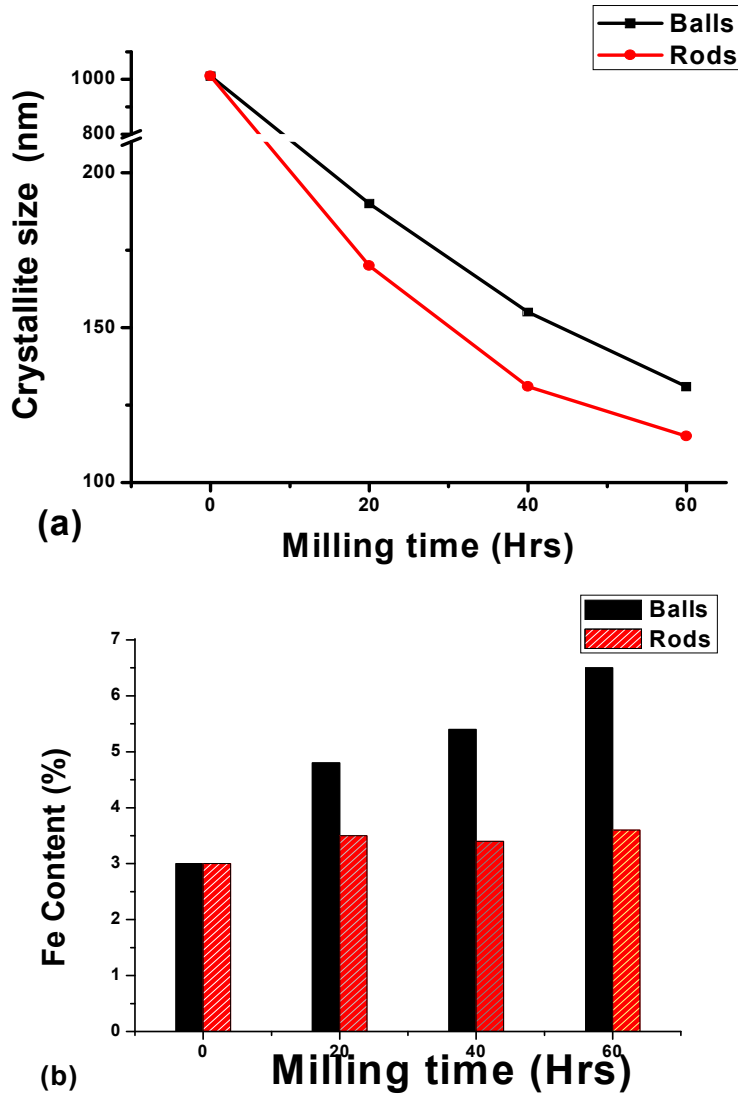 Balls
Rods
1000
800
200
150
100
Crystallite size (nm)
0 20 40 60
Milling time (Hrs)
(a)
Balls
Rods
7
6
5
4
3
2
1
0
Fe Content (%)
0 20 40 60
Milling time (Hrs)
(b)